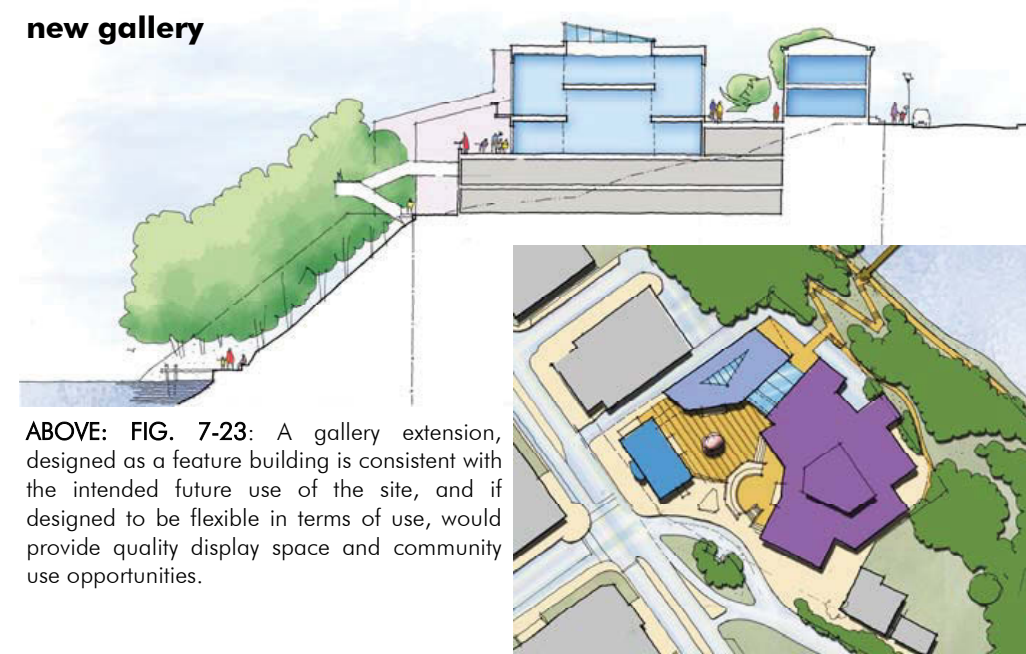 new gallery
ABOVE: FIG. 7-23: A gallery extension,
designed as a feature building is consistent with
the intended future use of the site, and if
designed to be flexible in terms of use, would
provide quality display space and community
use opportunities.